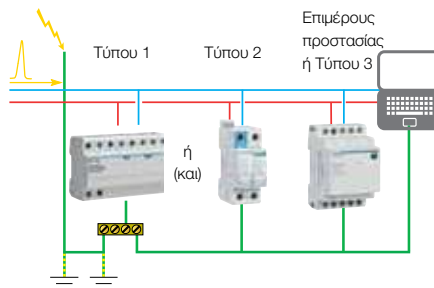 Επιμέρους
προστασίας
ή Τύπου 3
Τύπου 1
Τύπου 2
ή
(και)